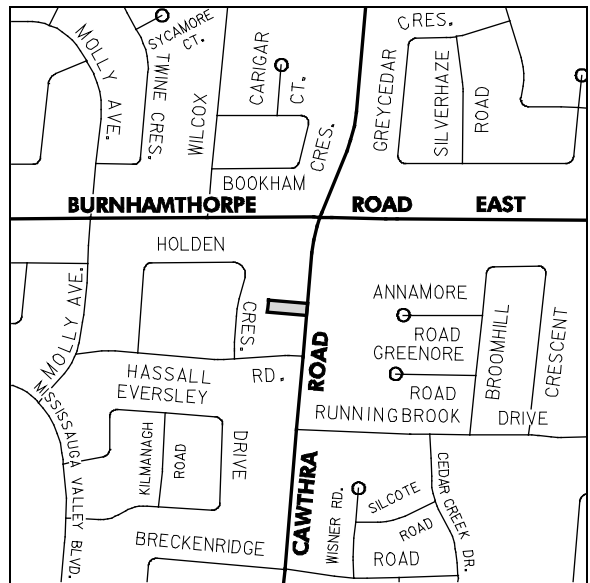 CRES.
MOLLY AVE.
SYCAMORE CT.
TWINE CRES.
WILCOX
CARIGAR CT.
GREYCEDAR
SILVERHAZE ROAD
BOOKHAM CRES.
BURNHAMTHORPE ROAD EAST
HOLDEN CRES.
MOLLY AVE.
ANNAMORE ROAD
GREENORE ROAD
BROOMHILL CRESCENT
HASSALL RD.
EVERSLEY DRIVE
RUNNINGBROOK DRIVE
MISSISSAUGA VALLEY BLVD.
KILMANAGH ROAD
CAWTHRA ROAD
WISNER RD.
SILCOTE ROAD
CEDAR CREEK DR.
BRECKENRIDGE ROAD